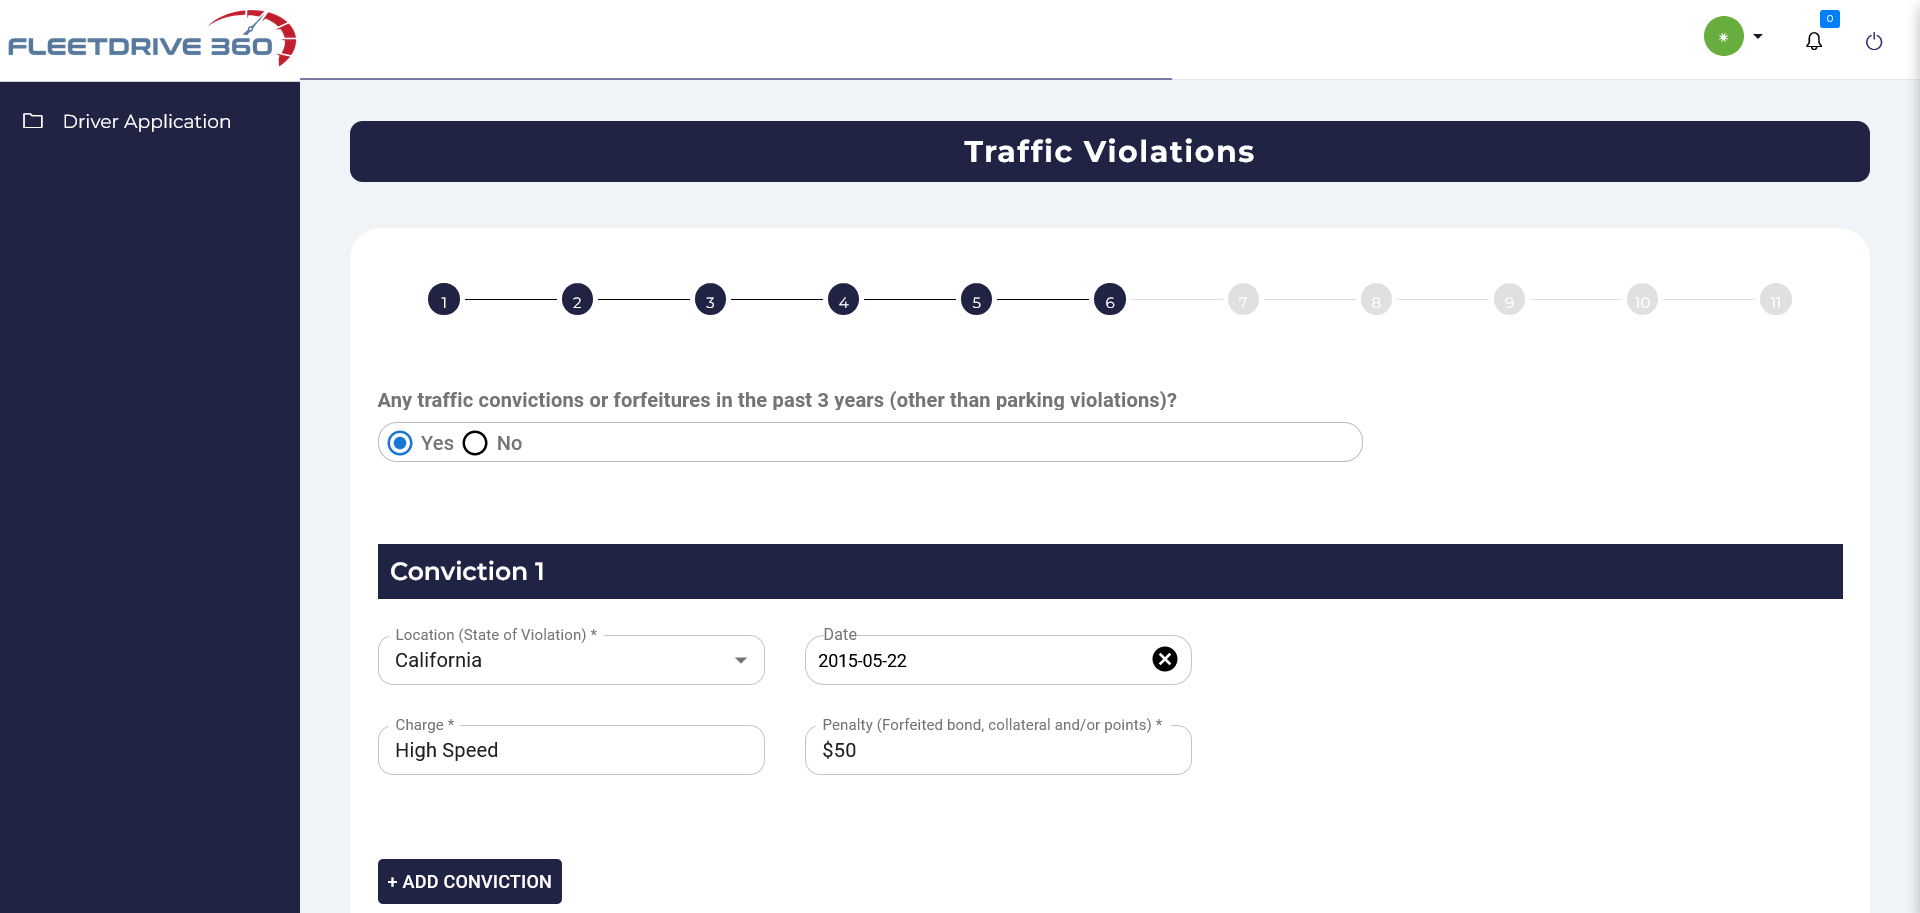 FLEETDRIVE 360
0
Driver Application
Traffic Violations
1 2 3 4 5 6 7 8 9 10 11
Any traffic convictions or forfeitures in the past 3 years (other than parking violations)?
Yes No
Conviction 1
Location (State of Violation) *
California
Date
2015-05-22
Charge *
High Speed
Penalty (Forfeited bond, collateral and/or points) *
$50
+ ADD CONVICTION